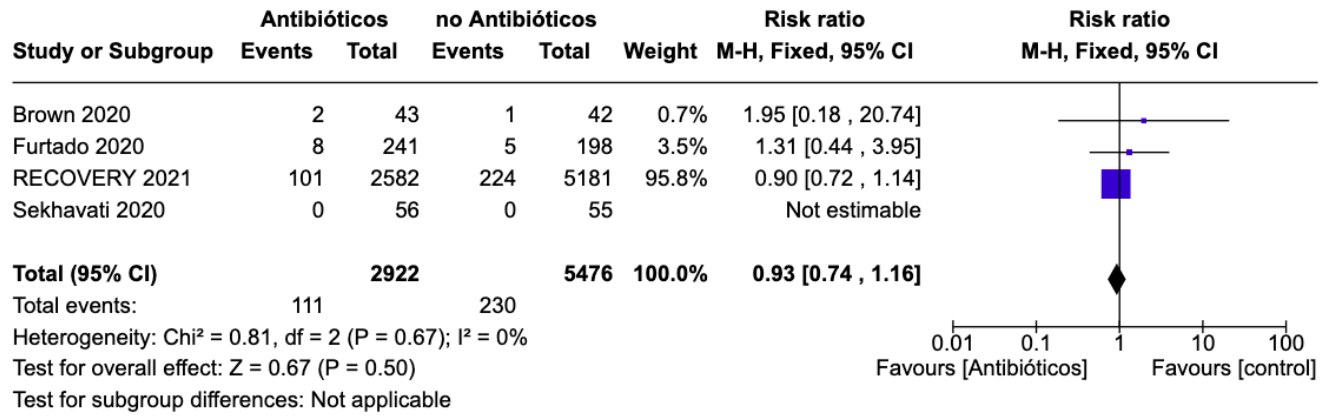 Antibióticos no Antibióticos Risk ratio Risk ratio
Study or Subgroup Events Total Events Total Weight M-H, Fixed, 95% CI M-H, Fixed, 95% CI
Brown 2020 2 43 1 42 0.7% 1.95 [0.18 , 20.74]
Furtado 2020 8 241 5 198 3.5% 1.31 [0.44 , 3.95]
RECOVERY 2021 101 2582 224 5181 95.8% 0.90 [0.72 , 1.14]
Sekhavati 2020 0 56 0 55 Not estimable
Total (95% CI) 2922 5476 100.0% 0.93 [0.74 , 1.16]
Total events: 111 230
Heterogeneity: Chi² = 0.81, df = 2 (P = 0.67); I² = 0%
0.01 0.1 1 10 100
Test for overall effect: Z = 0.67 (P = 0.50) Favours [Antibióticos] Favours [control]
Test for subgroup differences: Not applicable